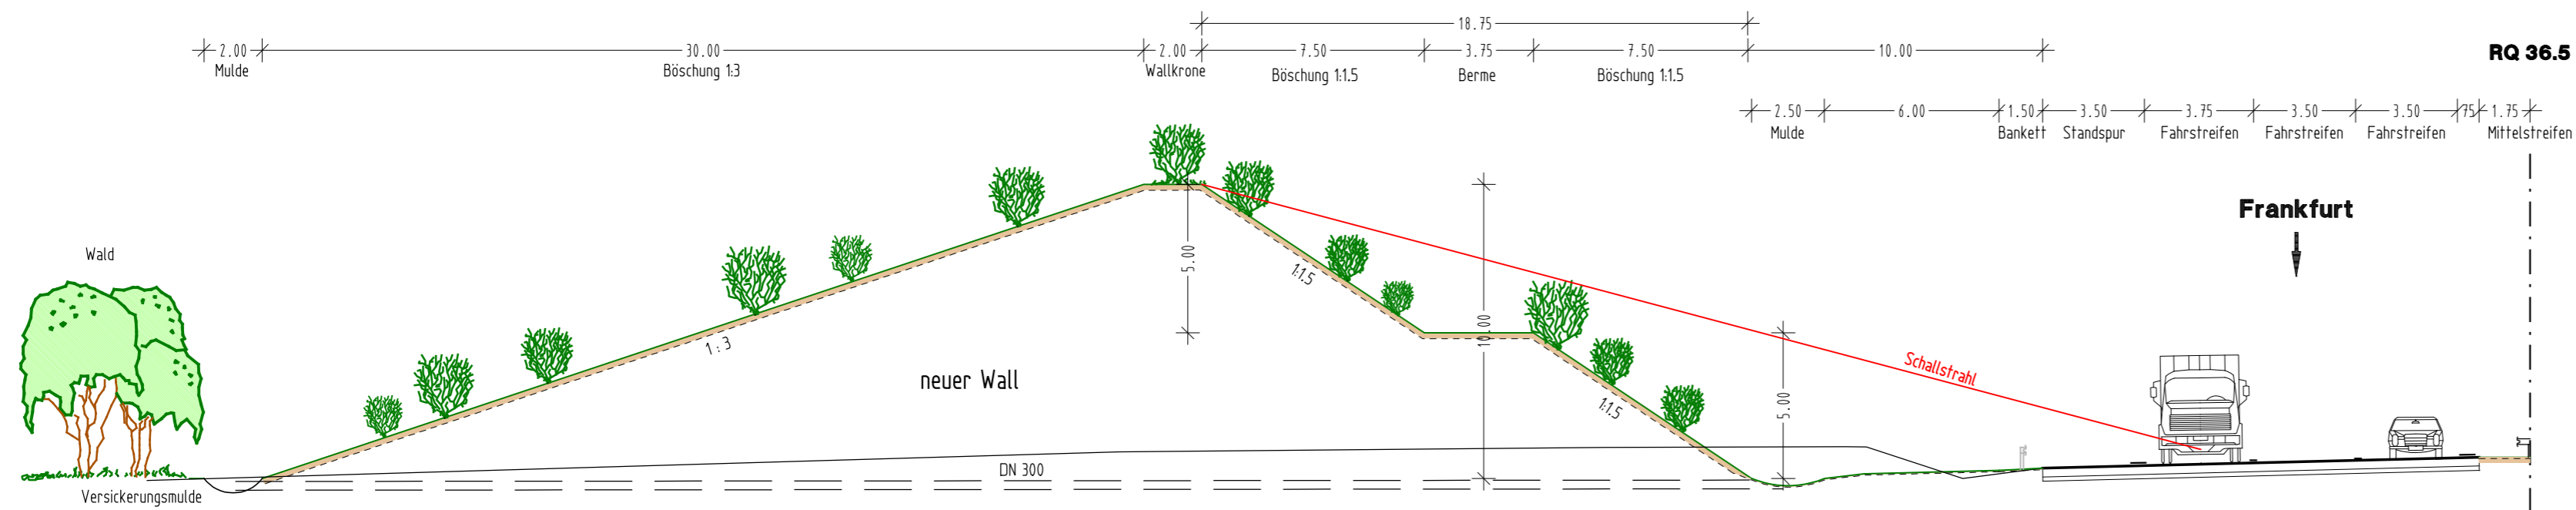 18.75
2.00 30.00 2.00 7.50 3.75 7.50 10.00
RQ 36.5
Mulde Böschung 1:3 Wallkrone Böschung 1:1.5 Berme Böschung 1:1.5
2.50 6.00 1.50 3.50 3.75 3.50 3.50 75 1.75
Mulde Bankett Standspur Fahrstreifen Fahrstreifen Fahrstreifen Mittelstreifen
Frankfurt
Wald
5.00
1:1.5
10.00
1:3
Schallstrahl
neuer Wall
5.00
1:1.5
DN 300
Versickerungsmulde